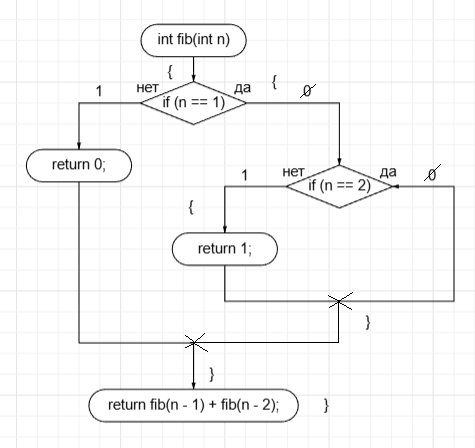 int fib(int n)
{
1 нет if (n == 1) да { 0
return 0;
1 нет if (n == 2) да 0
{
return 1;
}
}
return fib(n - 1) + fib(n - 2); }